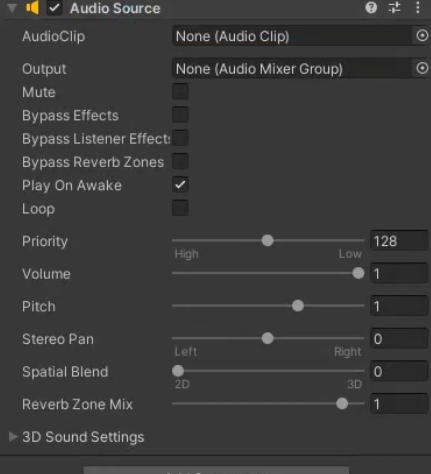 Audio Source
AudioClip None (Audio Clip)
Output None (Audio Mixer Group)
Mute
Bypass Effects
Bypass Listener Effect
Bypass Reverb Zones
Play On Awake
Loop
Priority 128
High Low
Volume 1
Pitch 1
Stereo Pan 0
Left Right
Spatial Blend 0
2D 3D
Reverb Zone Mix 1
3D Sound Settings